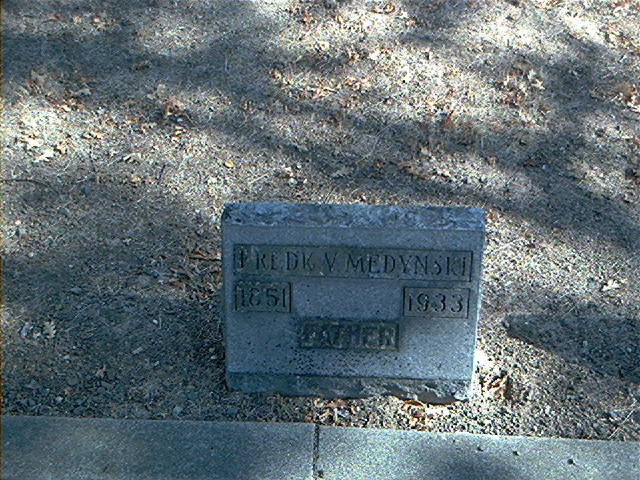 FREDK V MEDYNSKI
1851 1933
FATHER